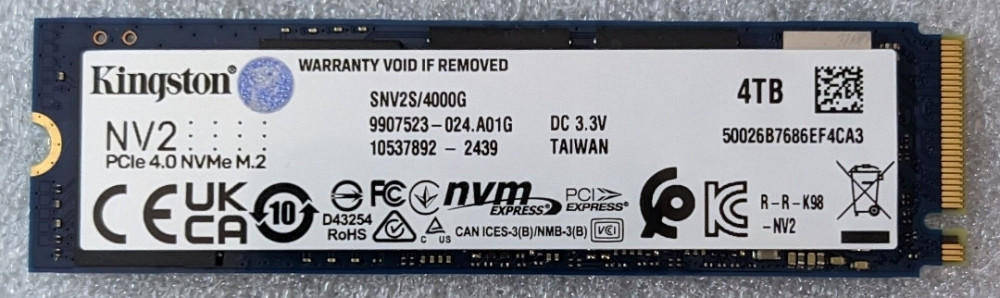 Kingston®
WARRANTY VOID IF REMOVED
SNV2S/4000G
9907523-024.A01G
DC 3.3V
10537892 - 2439
TAIWAN
4TB
50026B7686EF4CA3
NV2
PCIe 4.0 NVMe M.2
CE
UK
CA
10
D43254
RoHS
FC
C US
nvm
EXPRESS®
PCI
EXPRESS®
CAN ICES-3(B)/NMB-3(B)
VCI
R-R-K98
-NV2